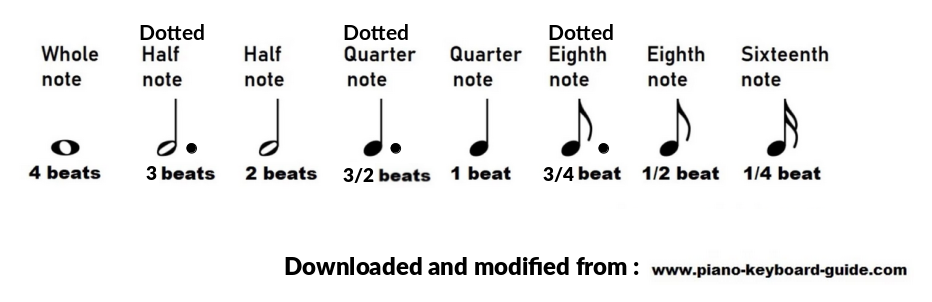 Dotted Dotted Dotted
Whole Half Half Quarter Quarter Eighth Eighth Sixteenth
note note note note note note note note
4 beats 3 beats 2 beats 3/2 beats 1 beat 3/4 beat 1/2 beat 1/4 beat
Downloaded and modified from : www.piano-keyboard-guide.com